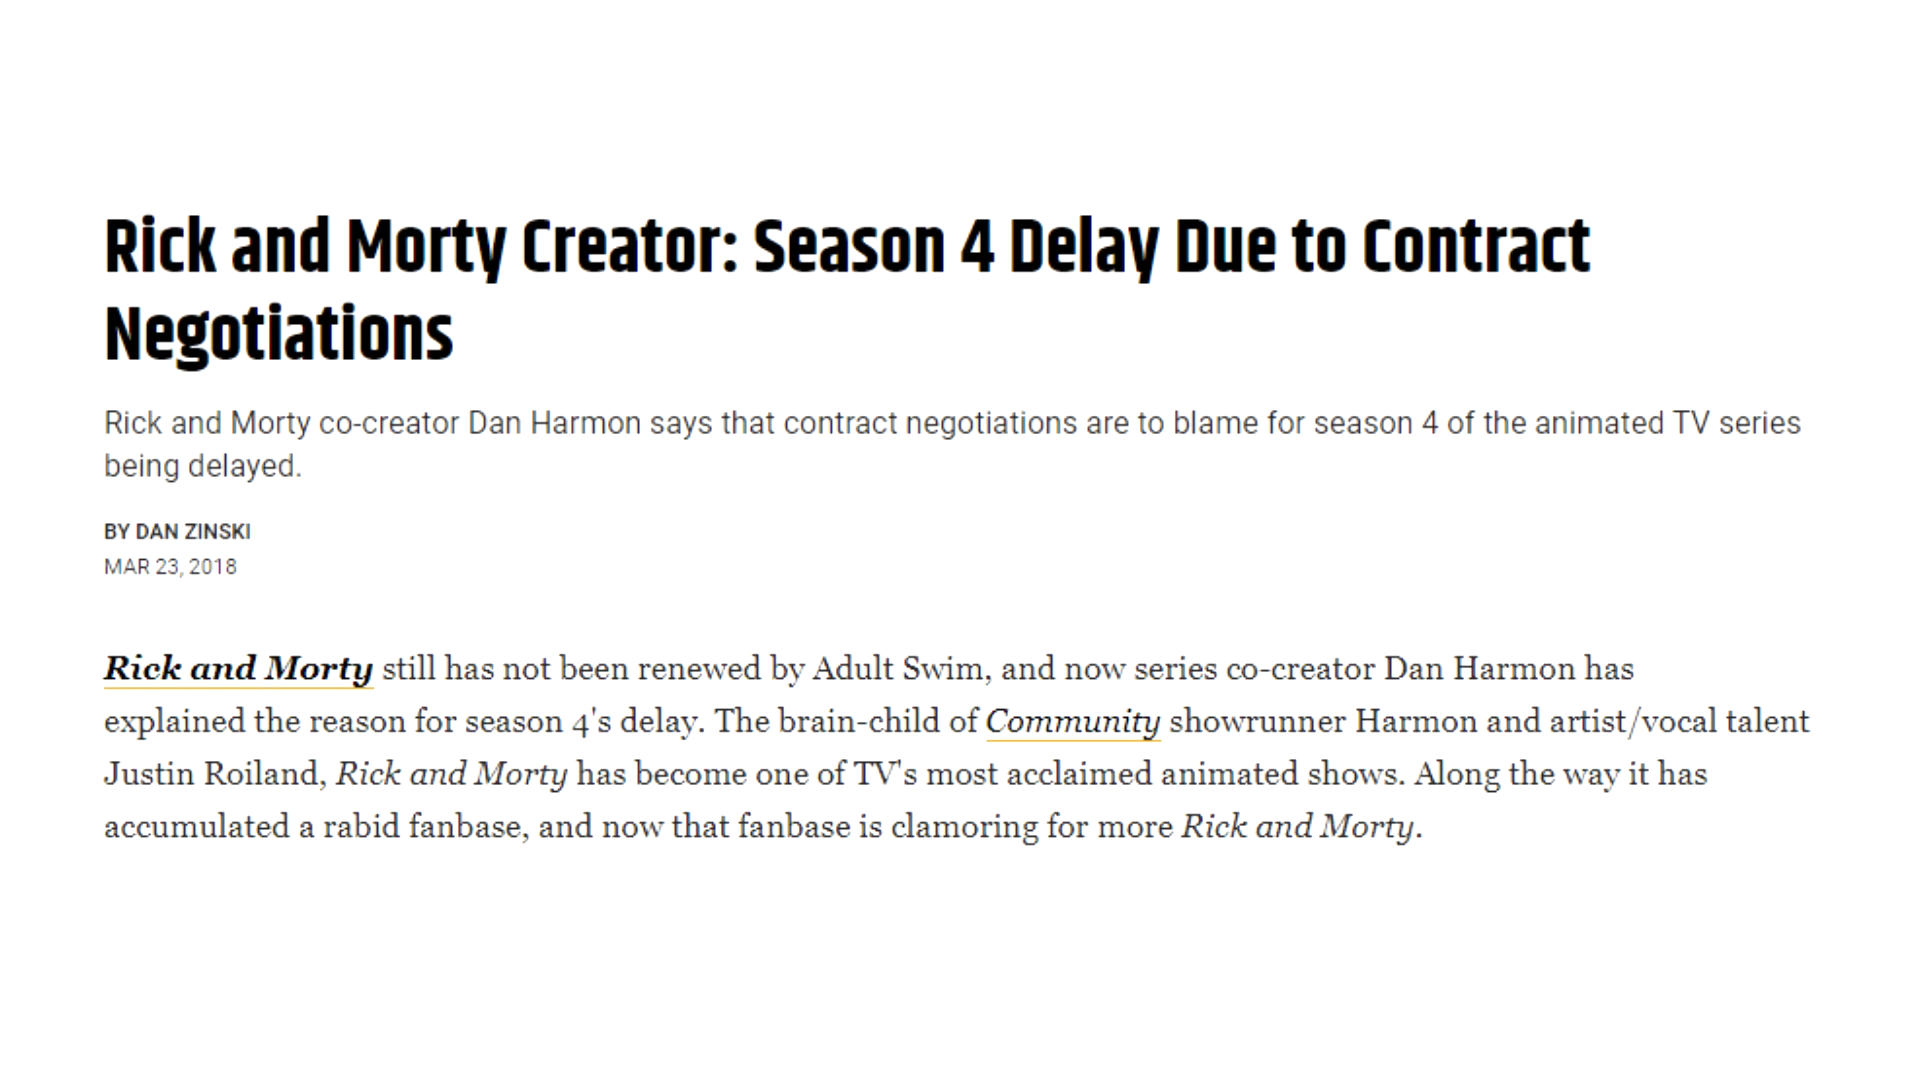 Rick and Morty Creator: Season 4 Delay Due to Contract
Negotiations
Rick and Morty co-creator Dan Harmon says that contract negotiations are to blame for season 4 of the animated TV series
being delayed.
BY DAN ZINSKI
MAR 23, 2018
Rick and Morty still has not been renewed by Adult Swim, and now series co-creator Dan Harmon has
explained the reason for season 4's delay. The brain-child of Community showrunner Harmon and artist/vocal talent
Justin Roiland, Rick and Morty has become one of TV's most acclaimed animated shows. Along the way it has
accumulated a rabid fanbase, and now that fanbase is clamoring for more Rick and Morty.